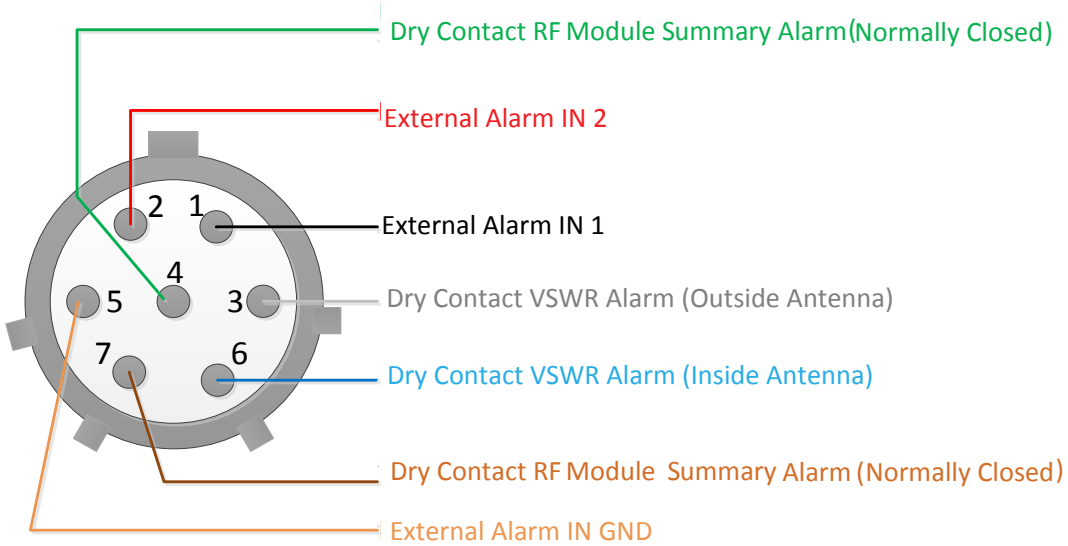 Dry Contact RF Module Summary Alarm(Normally Closed)
External Alarm IN 2
2 1
External Alarm IN 1
4
5 3
Dry Contact VSWR Alarm (Outside Antenna)
7 6
Dry Contact VSWR Alarm (Inside Antenna)
Dry Contact RF Module Summary Alarm (Normally Closed)
External Alarm IN GND